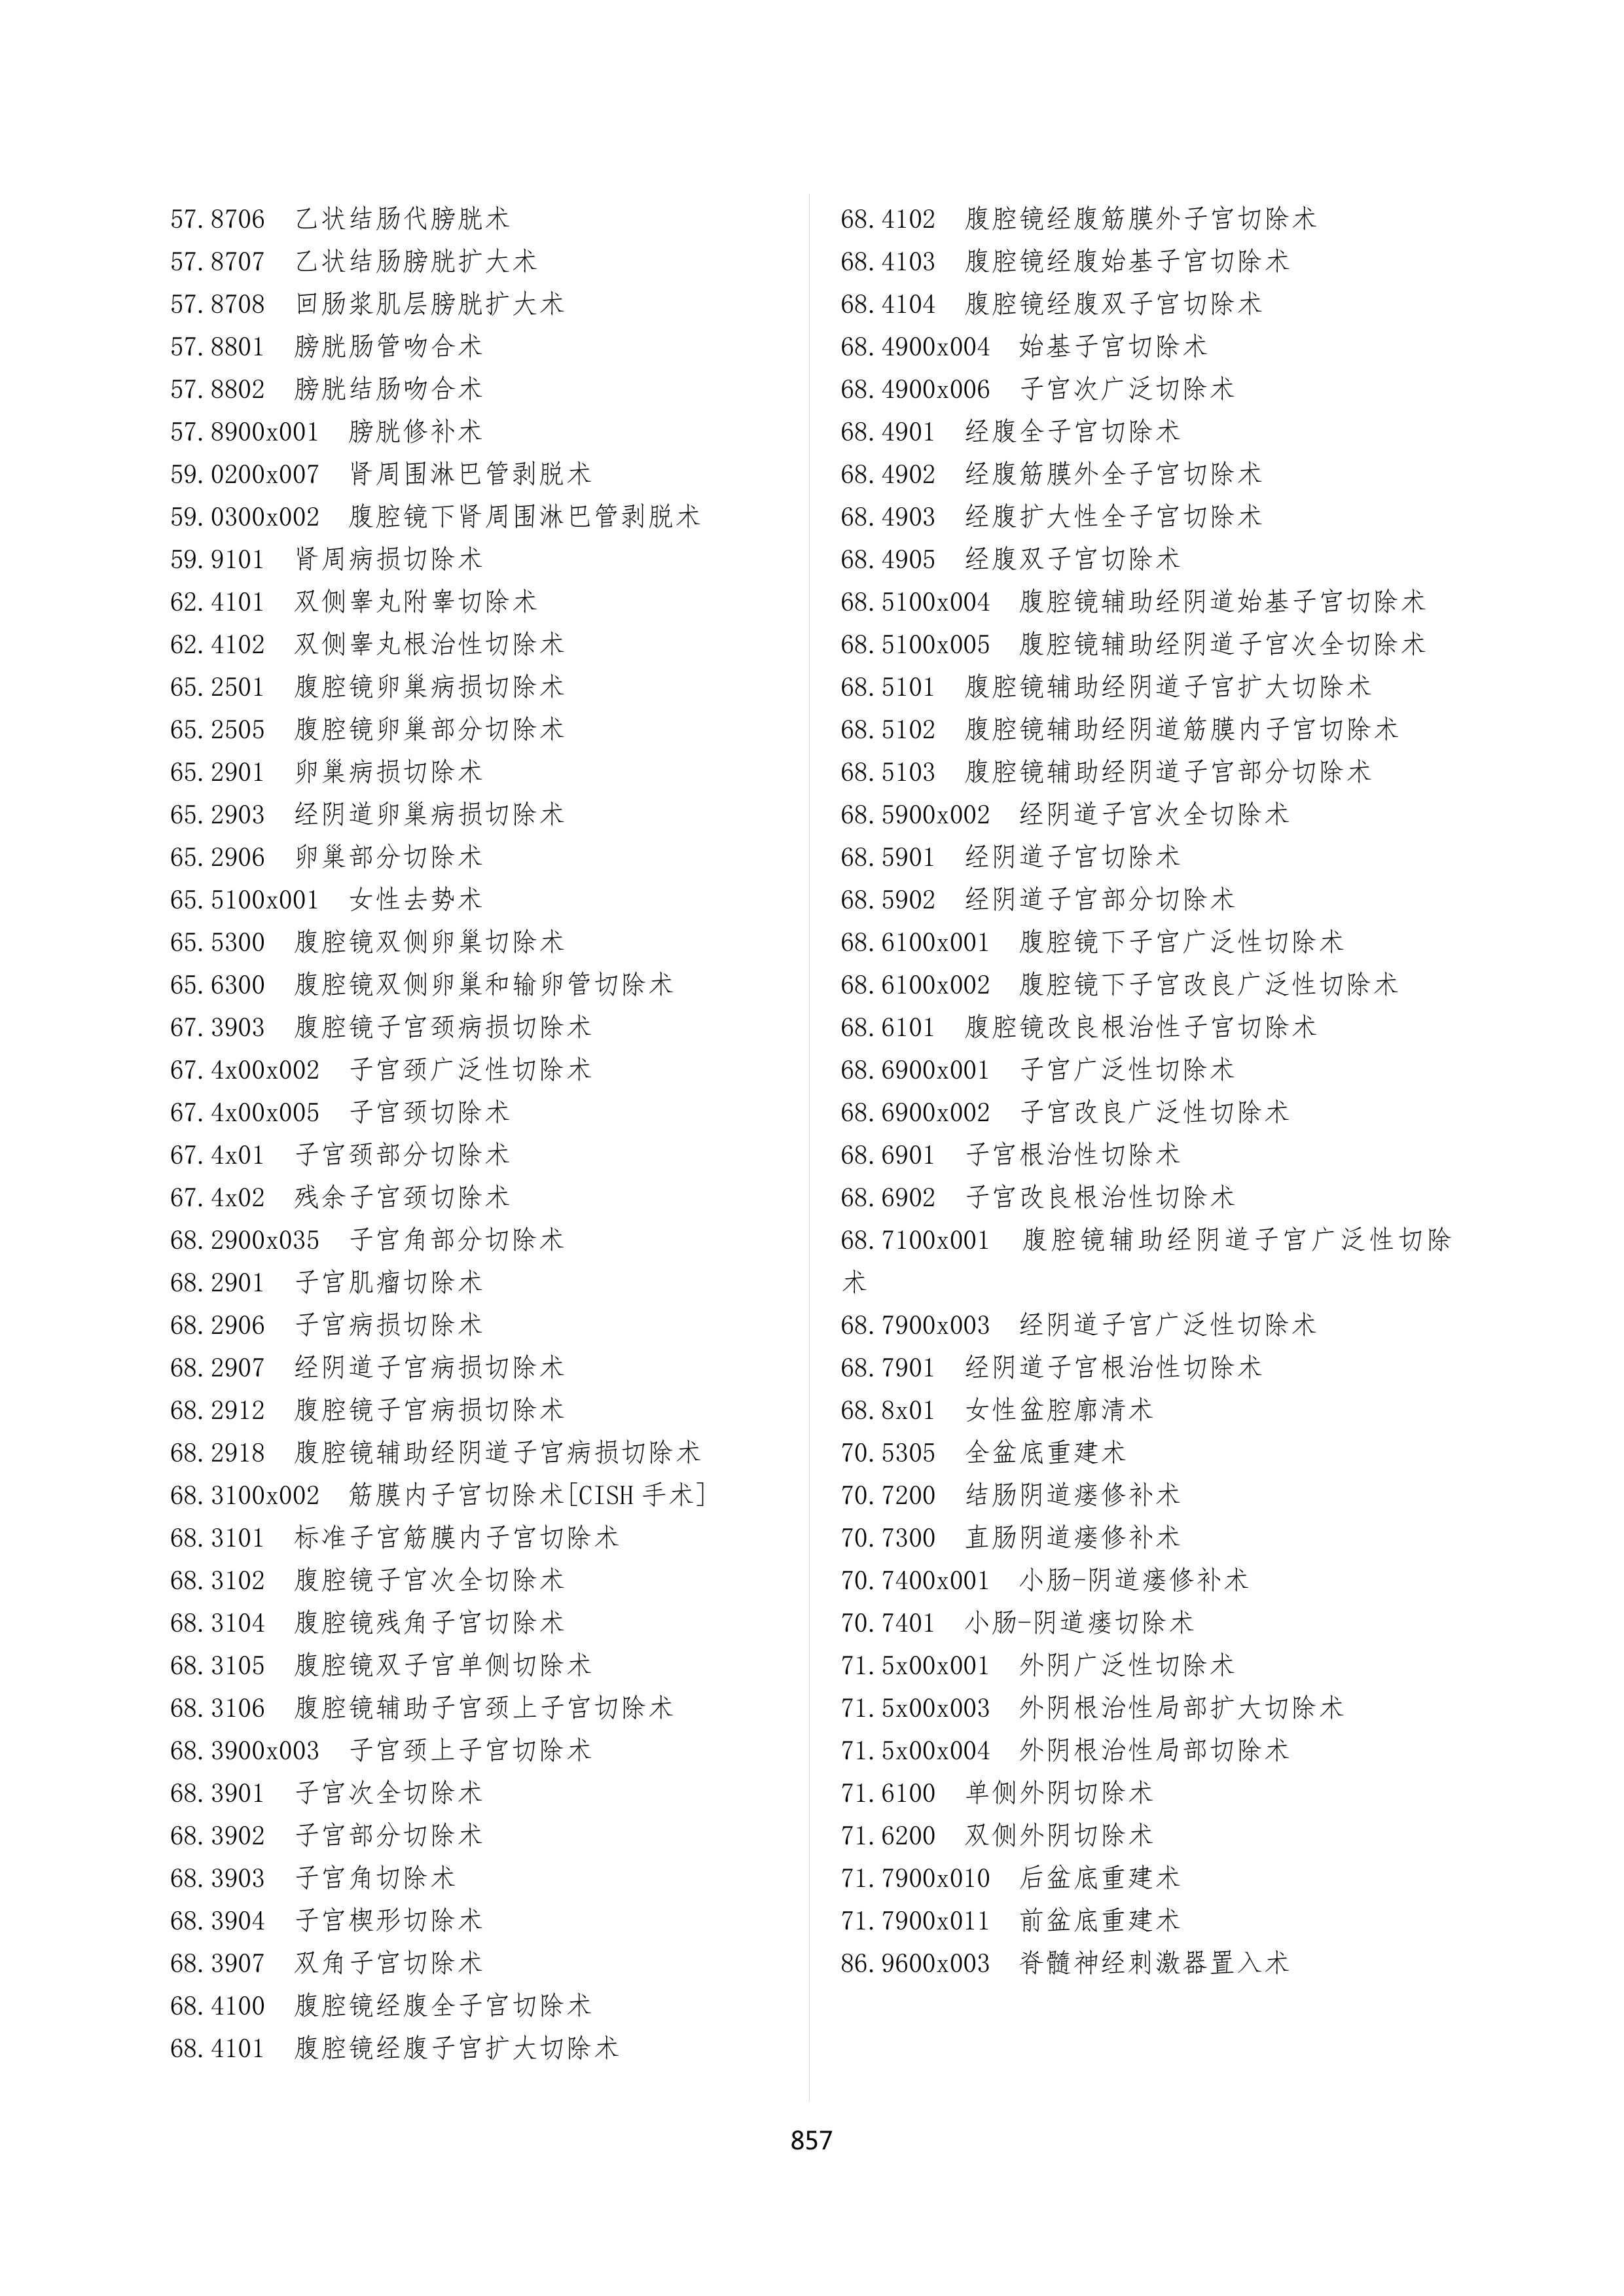 57.8706 乙状结肠代膀胱术
57.8707 乙状结肠膀胱扩大术
57.8708 回肠浆肌层膀胱扩大术
57.8801 膀胱肠管吻合术
57.8802 膀胱结肠吻合术
57.8900x001 膀胱修补术
59.0200x007 肾周围淋巴管剥脱术
59.0300x002 腹腔镜下肾周围淋巴管剥脱术
59.9101 肾周病损切除术
62.4101 双侧睾丸附睾切除术
62.4102 双侧睾丸根治性切除术
65.2501 腹腔镜卵巢病损切除术
65.2505 腹腔镜卵巢部分切除术
65.2901 卵巢病损切除术
65.2903 经阴道卵巢病损切除术
65.2906 卵巢部分切除术
65.5100x001 女性去势术
65.5300 腹腔镜双侧卵巢切除术
65.6300 腹腔镜双侧卵巢和输卵管切除术
67.3903 腹腔镜子宫颈病损切除术
67.4x00x002 子宫颈广泛性切除术
67.4x00x005 子宫颈切除术
67.4x01 子宫颈部分切除术
67.4x02 残余子宫颈切除术
68.2900x035 子宫角部分切除术
68.2901 子宫肌瘤切除术
68.2906 子宫病损切除术
68.2907 经阴道子宫病损切除术
68.2912 腹腔镜子宫病损切除术
68.2918 腹腔镜辅助经阴道子宫病损切除术
68.3100x002 筋膜内子宫切除术[CISH手术]
68.3101 标准子宫筋膜内子宫切除术
68.3102 腹腔镜子宫次全切除术
68.3104 腹腔镜残角子宫切除术
68.3105 腹腔镜双子宫单侧切除术
68.3106 腹腔镜辅助子宫颈上子宫切除术
68.3900x003 子宫颈上子宫切除术
68.3901 子宫次全切除术
68.3902 子宫部分切除术
68.3903 子宫角切除术
68.3904 子宫楔形切除术
68.3907 双角子宫切除术
68.4100 腹腔镜经腹全子宫切除术
68.4101 腹腔镜经腹子宫扩大切除术
68.4102 腹腔镜经腹筋膜外子宫切除术
68.4103 腹腔镜经腹始基子宫切除术
68.4104 腹腔镜经腹双子宫切除术
68.4900x004 始基子宫切除术
68.4900x006 子宫次广泛切除术
68.4901 经腹全子宫切除术
68.4902 经腹筋膜外全子宫切除术
68.4903 经腹扩大性全子宫切除术
68.4905 经腹双子宫切除术
68.5100x004 腹腔镜辅助经阴道始基子宫切除术
68.5100x005 腹腔镜辅助经阴道子宫次全切除术
68.5101 腹腔镜辅助经阴道子宫扩大切除术
68.5102 腹腔镜辅助经阴道筋膜内子宫切除术
68.5103 腹腔镜辅助经阴道子宫部分切除术
68.5900x002 经阴道子宫次全切除术
68.5901 经阴道子宫切除术
68.5902 经阴道子宫部分切除术
68.6100x001 腹腔镜下子宫广泛性切除术
68.6100x002 腹腔镜下子宫改良广泛性切除术
68.6101 腹腔镜改良根治性子宫切除术
68.6900x001 子宫广泛性切除术
68.6900x002 子宫改良广泛性切除术
68.6901 子宫根治性切除术
68.6902 子宫改良根治性切除术
68.7100x001 腹腔镜辅助经阴道子宫广泛性切除
术
68.7900x003 经阴道子宫广泛性切除术
68.7901 经阴道子宫根治性切除术
68.8x01 女性盆腔廓清术
70.5305 全盆底重建术
70.7200 结肠阴道瘘修补术
70.7300 直肠阴道瘘修补术
70.7400x001 小肠-阴道瘘修补术
70.7401 小肠-阴道瘘切除术
71.5x00x001 外阴广泛性切除术
71.5x00x003 外阴根治性局部扩大切除术
71.5x00x004 外阴根治性局部切除术
71.6100 单侧外阴切除术
71.6200 双侧外阴切除术
71.7900x010 后盆底重建术
71.7900x011 前盆底重建术
86.9600x003 脊髓神经刺激器置入术
857